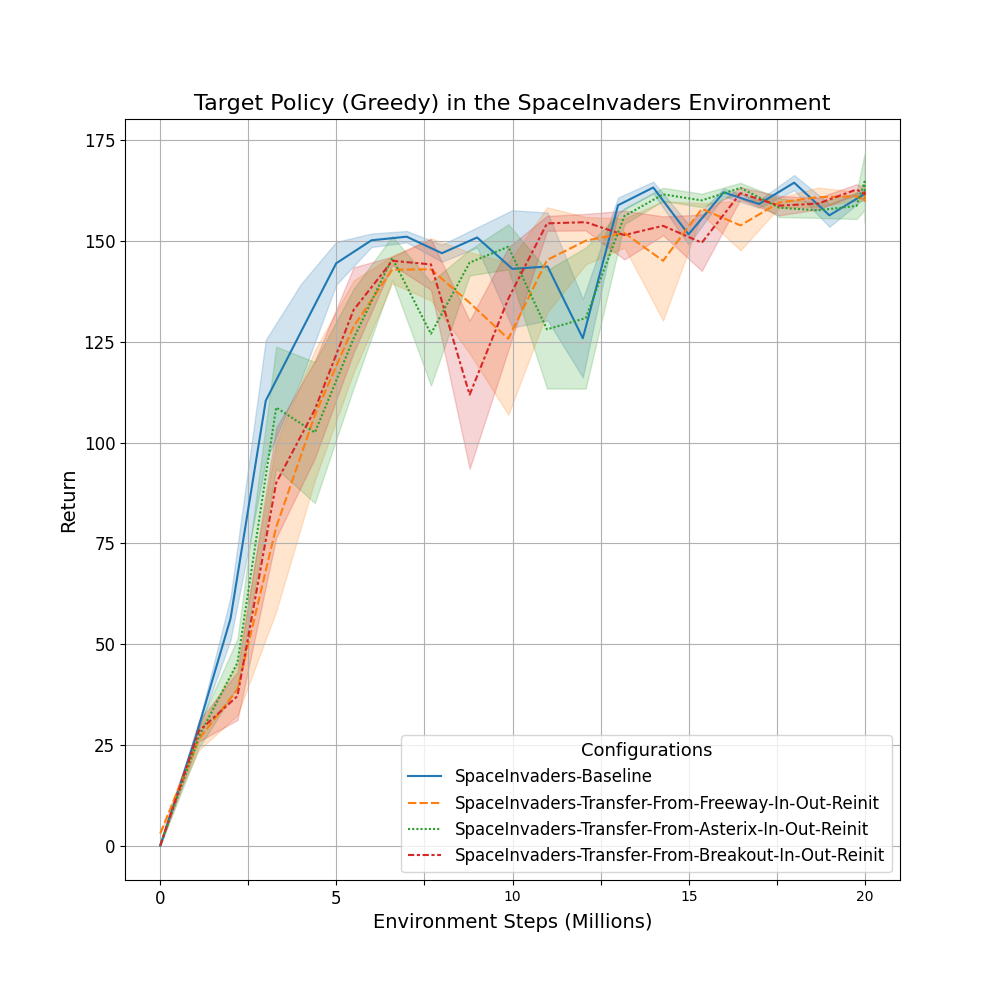 Target Policy (Greedy) in the SpaceInvaders Environment
175
150
125
100
75
50
25
0
Return
Configurations
SpaceInvaders-Baseline
SpaceInvaders-Transfer-From-Freeway-In-Out-Reinit
SpaceInvaders-Transfer-From-Asterix-In-Out-Reinit
SpaceInvaders-Transfer-From-Breakout-In-Out-Reinit
0 5 10 15 20
Environment Steps (Millions)